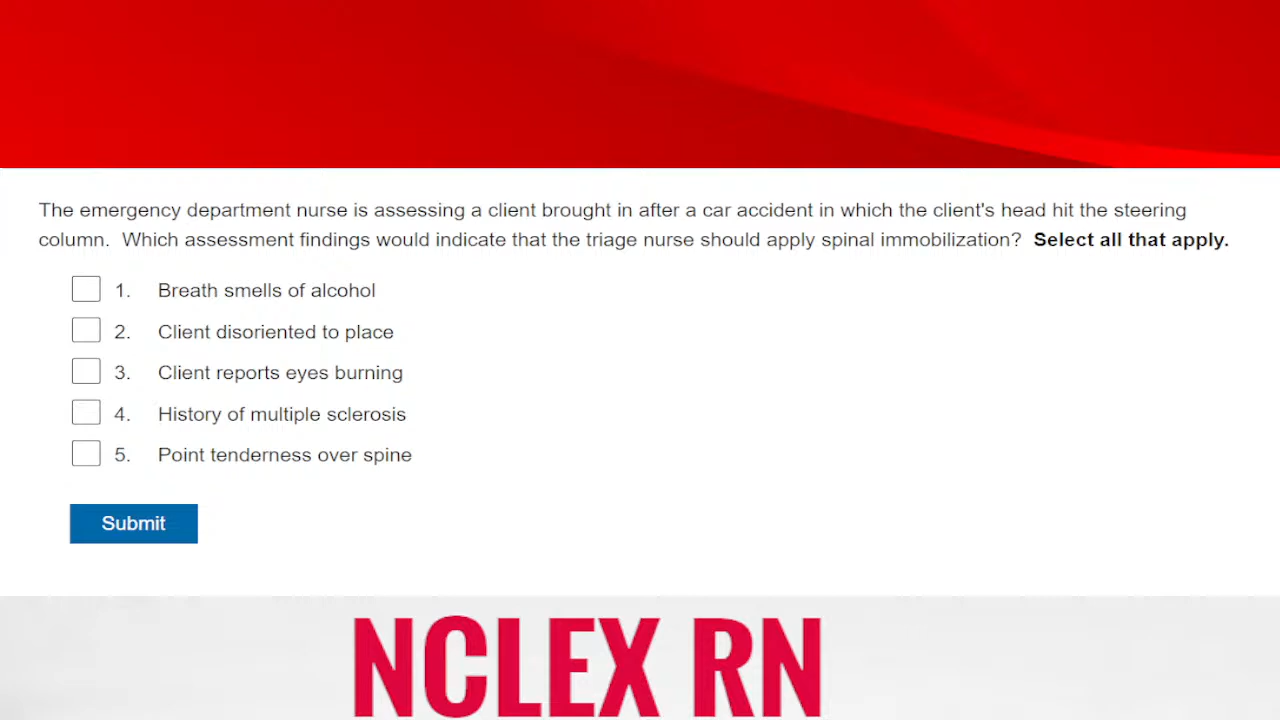 The emergency department nurse is assessing a client brought in after a car accident in which the client's head hit the steering
column. Which assessment findings would indicate that the triage nurse should apply spinal immobilization? Select all that apply.
1. Breath smells of alcohol
2. Client disoriented to place
3. Client reports eyes burning
4. History of multiple sclerosis
5. Point tenderness over spine
Submit
NCLEX RN